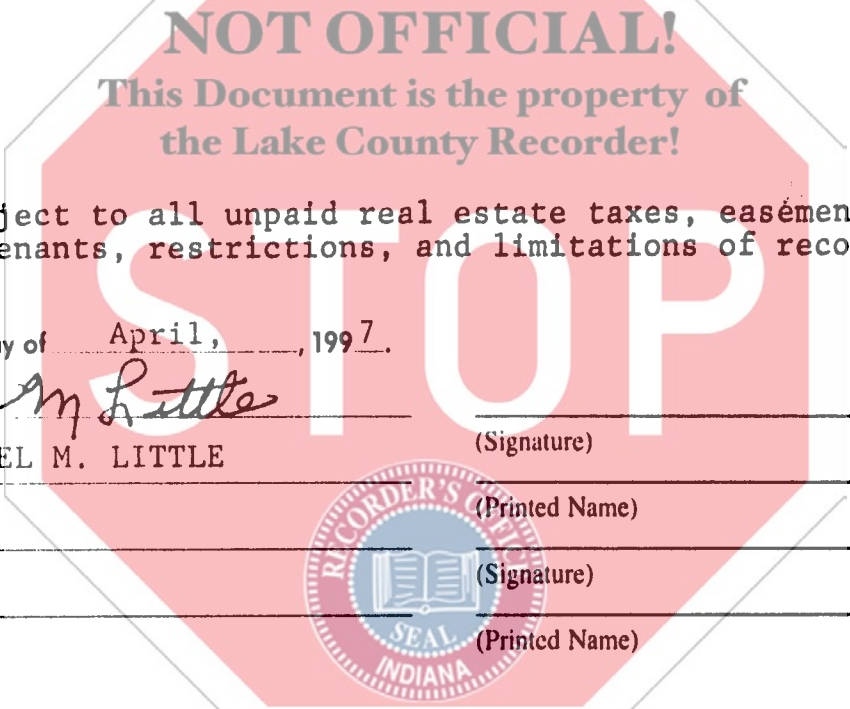 NOT OFFICIAL!
This Document is the property of
the Lake County Recorder!
STOP
ject to all unpaid real estate taxes, easemen
enants, restrictions, and limitations of reco
y of April, , 1997.
M Little
EL M. LITTLE
(Signature)
(Printed Name)
(Signature)
(Printed Name)
RECORDER'S OFFICE
SEAL
INDIANA